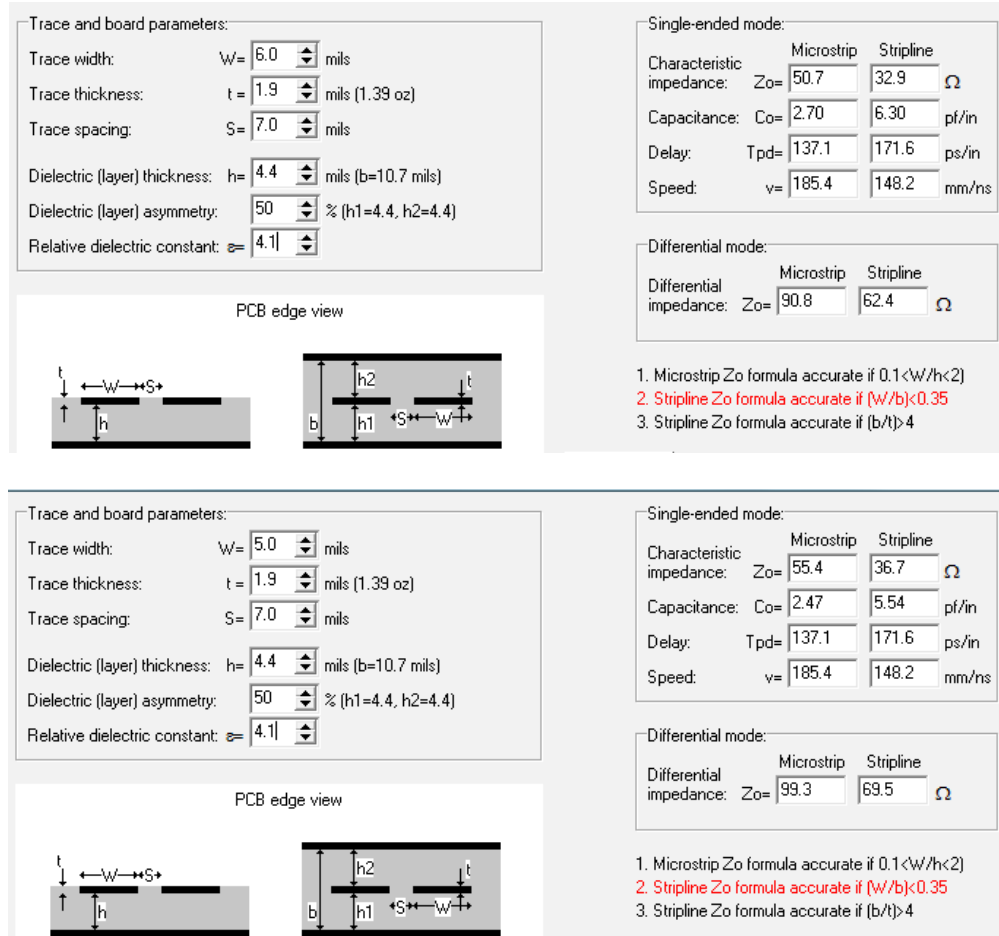 Trace and board parameters:
Trace width: W= 6.0 mils
Trace thickness: t = 1.9 mils (1.39 oz)
Trace spacing: S= 7.0 mils
Dielectric (layer) thickness: h= 4.4 mils (b=10.7 mils)
Dielectric (layer) asymmetry: 50 % (h1=4.4, h2=4.4)
Relative dielectric constant: ε= 4.1
PCB edge view
t W S h
b h2 h1 S W t
Single-ended mode:
Microstrip Stripline
Characteristic
impedance: Zo= 50.7 32.9 Ω
Capacitance: Co= 2.70 6.30 pf/in
Delay: Tpd= 137.1 171.6 ps/in
Speed: v= 185.4 148.2 mm/ns
Differential mode:
Microstrip Stripline
Differential
impedance: Zo= 90.8 62.4 Ω
1. Microstrip Zo formula accurate if 0.1<W/h<2)
2. Stripline Zo formula accurate if (W/b)<0.35
3. Stripline Zo formula accurate if (b/t)>4
Trace and board parameters:
Trace width: W= 5.0 mils
Trace thickness: t = 1.9 mils (1.39 oz)
Trace spacing: S= 7.0 mils
Dielectric (layer) thickness: h= 4.4 mils (b=10.7 mils)
Dielectric (layer) asymmetry: 50 % (h1=4.4, h2=4.4)
Relative dielectric constant: ε= 4.1
PCB edge view
t W S h
b h2 h1 S W t
Single-ended mode:
Microstrip Stripline
Characteristic
impedance: Zo= 55.4 36.7 Ω
Capacitance: Co= 2.47 5.54 pf/in
Delay: Tpd= 137.1 171.6 ps/in
Speed: v= 185.4 148.2 mm/ns
Differential mode:
Microstrip Stripline
Differential
impedance: Zo= 99.3 69.5 Ω
1. Microstrip Zo formula accurate if 0.1<W/h<2)
2. Stripline Zo formula accurate if (W/b)<0.35
3. Stripline Zo formula accurate if (b/t)>4